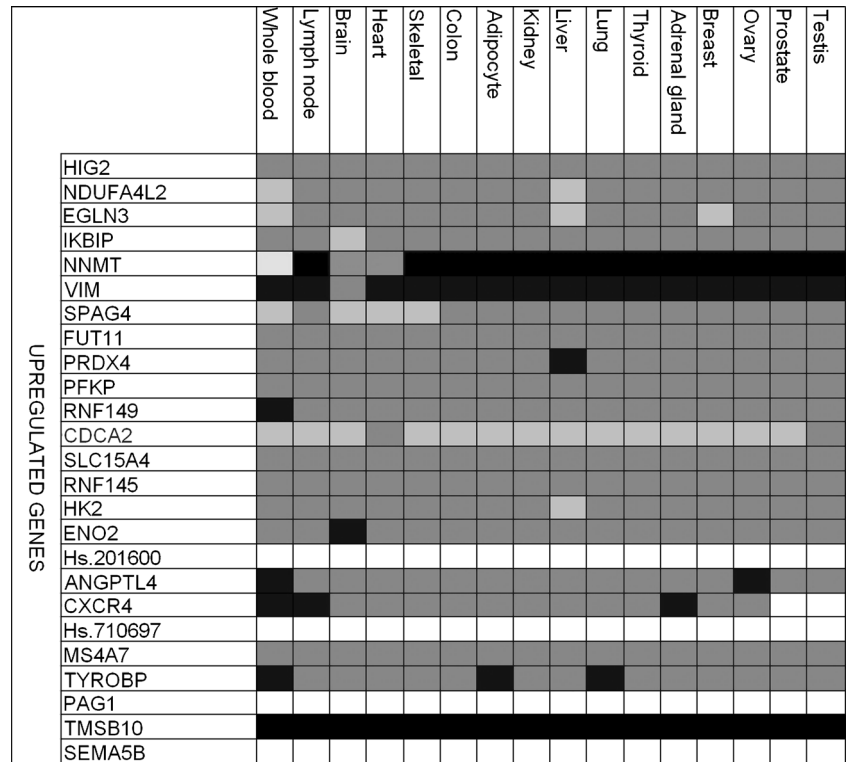 Whole blood
Lymph node
Brain
Heart
Skeletal
Colon
Adipocyte
Kidney
Liver
Lung
Thyroid
Adrenal gland
Breast
Ovary
Prostate
Testis
UPREGULATED GENES
HIG2
NDUFA4L2
EGLN3
IKBIP
NNMT
VIM
SPAG4
FUT11
PRDX4
PFKP
RNF149
CDCA2
SLC15A4
RNF145
HK2
ENO2
Hs.201600
ANGPTL4
CXCR4
Hs.710697
MS4A7
TYROBP
PAG1
TMSB10
SEMA5B